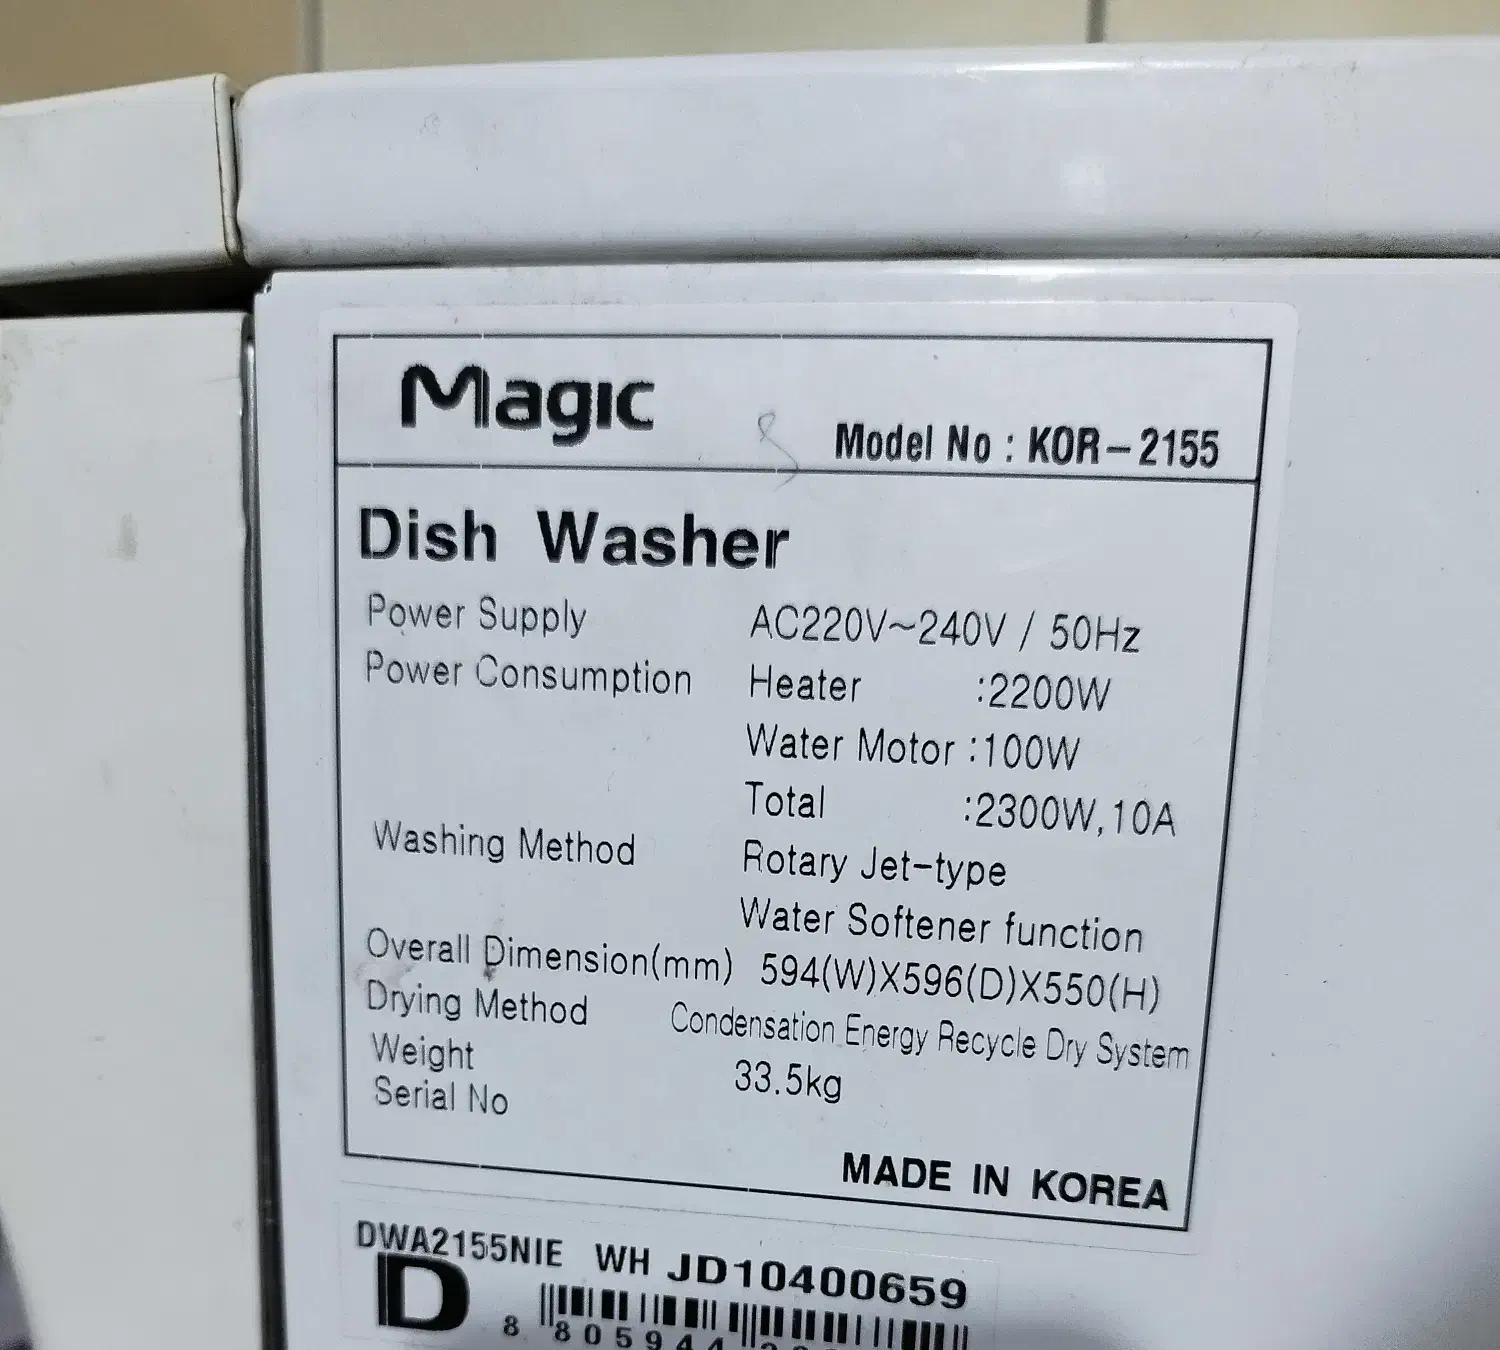 Magic
Model No : KOR-2155
Dish Washer
Power Supply AC220V~240V / 50Hz
Power Consumption Heater :2200W
Water Motor :100W
Total :2300W,10A
Washing Method Rotary Jet-type
Water Softener function
Overall Dimension(mm) 594(W)X596(D)X550(H)
Drying Method Condensation Energy Recycle Dry System
Weight 33.5kg
Serial No
MADE IN KOREA
DWA2155NIE WH JD10400659
D
8 805944